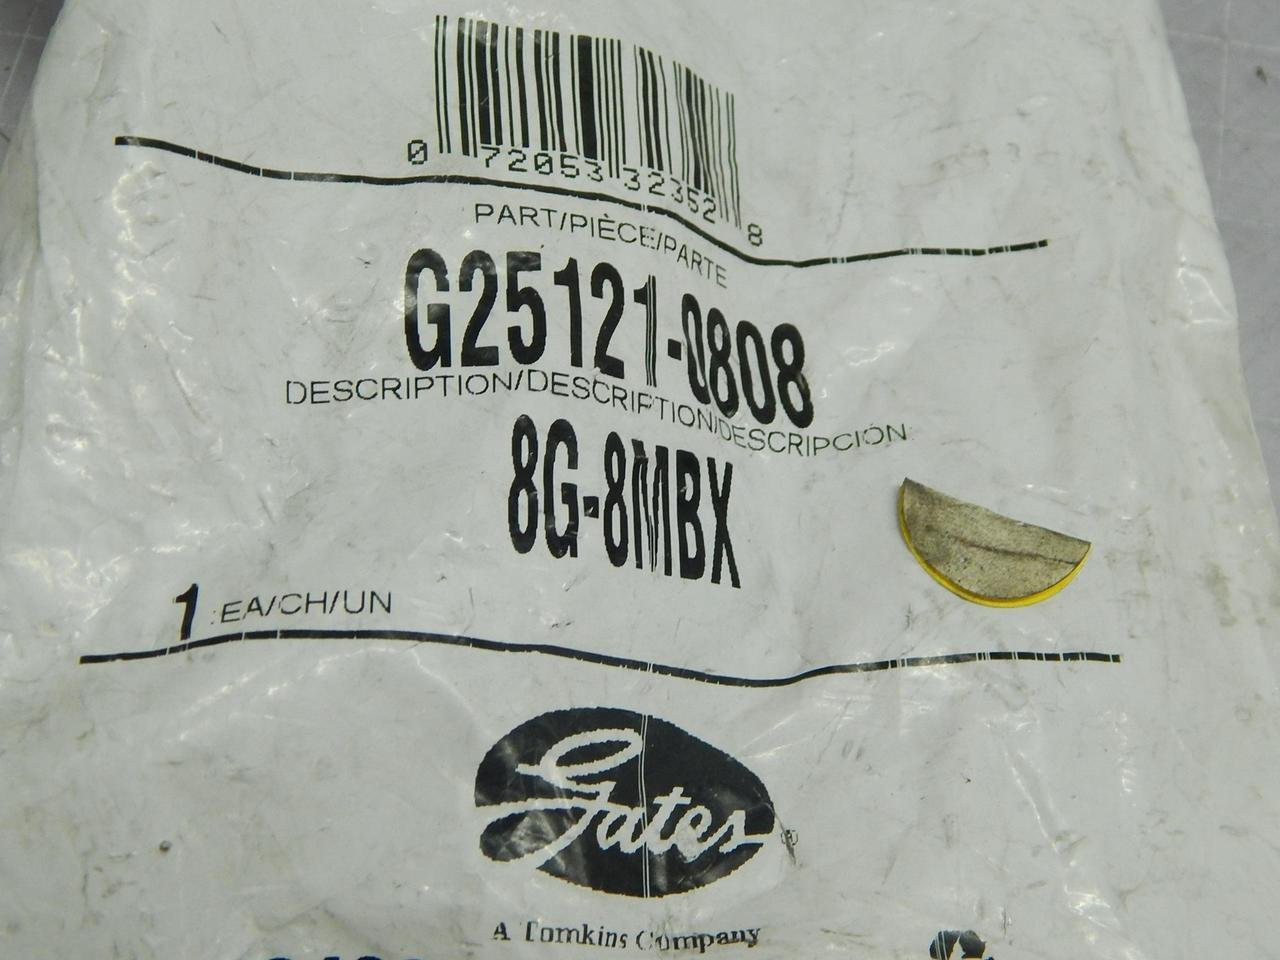 0 72053 32352 8
PART/PIÈCE/PARTE
G25121-0808
DESCRIPTION/DESCRIPTION/DESCRIPCIÓN
8G-8MBX
1 EA/CH/UN
Gates®
A Tomkins Company